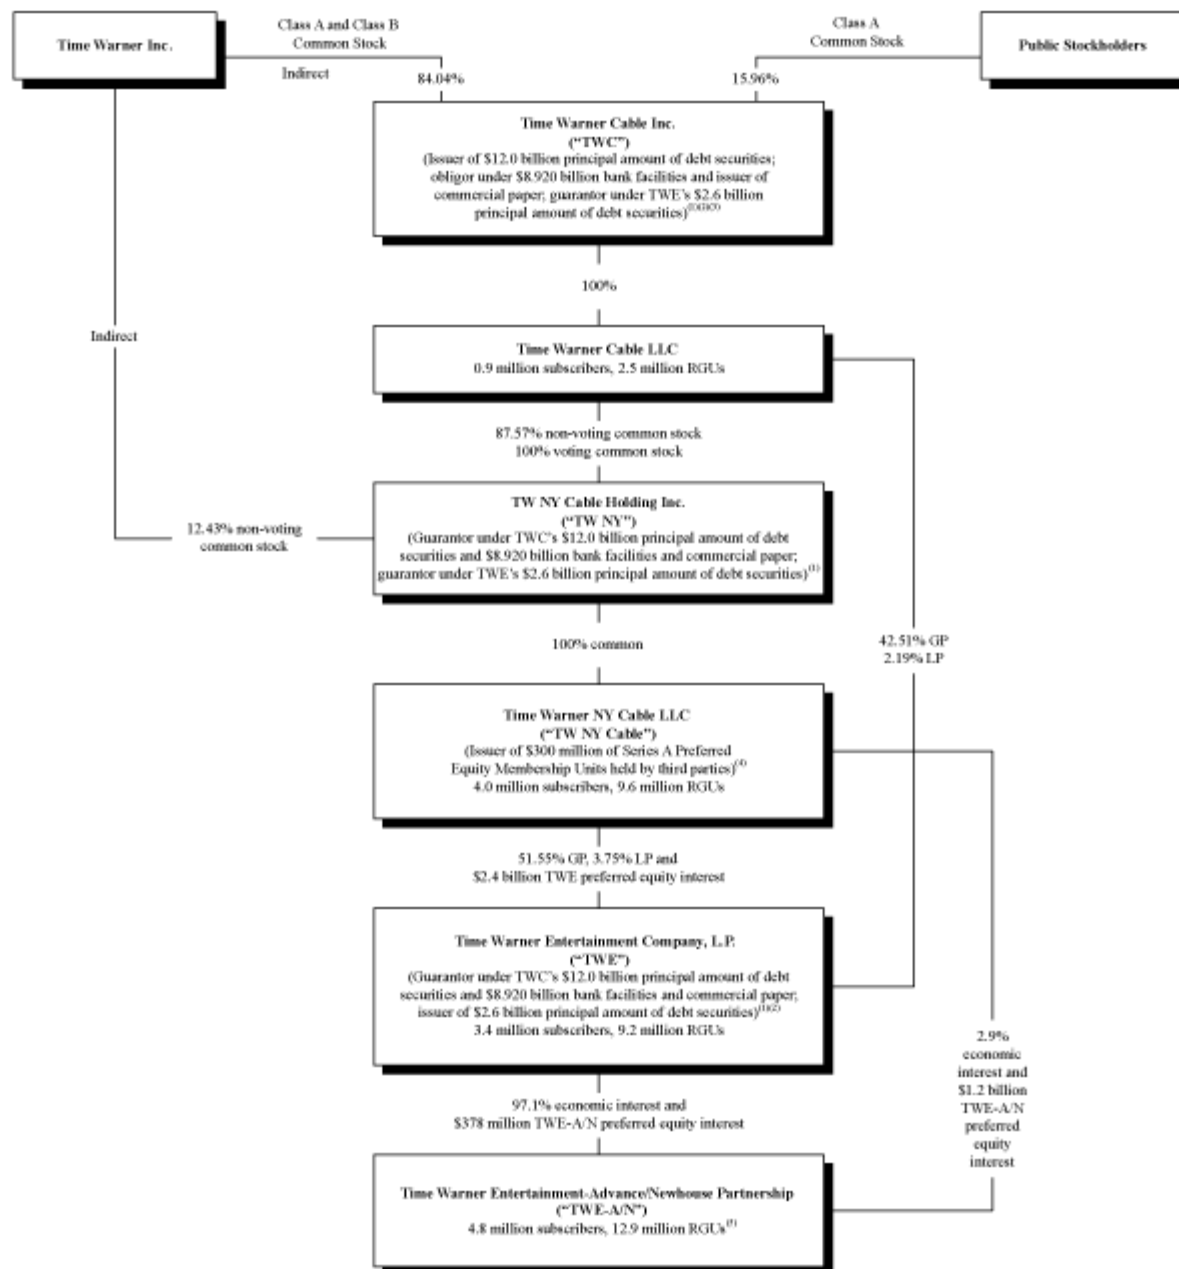 Time Warner Inc.
Class A and Class B
Common Stock
Indirect
84.04%
Class A
Common Stock
15.96%
Public Stockholders
Time Warner Cable Inc.
(“TWC”)
(Issuer of $12.0 billion principal amount of debt securities;
obligor under $8.920 billion bank facilities and issuer of
commercial paper; guarantor under TWE’s $2.6 billion
principal amount of debt securities)(1)(2)(3)
100%
Indirect
Time Warner Cable LLC
0.9 million subscribers, 2.5 million RGUs
87.57% non-voting common stock
100% voting common stock
TW NY Cable Holding Inc.
(“TW NY”)
(Guarantor under TWC’s $12.0 billion principal amount of debt
securities and $8.920 billion bank facilities and commercial paper;
guarantor under TWE’s $2.6 billion principal amount of debt securities)(1)
12.43% non-voting
common stock
100% common
42.51% GP
2.19% LP
Time Warner NY Cable LLC
(“TW NY Cable”)
(Issuer of $300 million of Series A Preferred
Equity Membership Units held by third parties)(4)
4.0 million subscribers, 9.6 million RGUs
51.55% GP, 3.75% LP and
$2.4 billion TWE preferred equity interest
Time Warner Entertainment Company, L.P.
(“TWE”)
(Guarantor under TWC’s $12.0 billion principal amount of debt
securities and $8.920 billion bank facilities and commercial paper;
issuer of $2.6 billion principal amount of debt securities)(1)(2)
3.4 million subscribers, 9.2 million RGUs
2.9%
economic
interest and
$1.2 billion
TWE-A/N
preferred
equity
interest
97.1% economic interest and
$378 million TWE-A/N preferred equity interest
Time Warner Entertainment-Advance/Newhouse Partnership
(“TWE-A/N”)
4.8 million subscribers, 12.9 million RGUs(5)